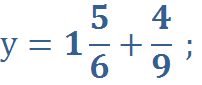 y = 1 5/6 + 4/9 ;